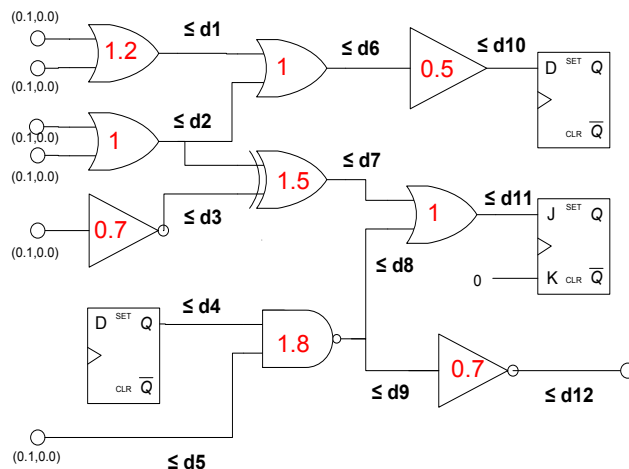 (0.1,0.0)
≤ d1
1.2
(0.1,0.0)
1
≤ d6
0.5
≤ d10
D SET Q
CLR Q
(0.1,0.0)
1
≤ d2
(0.1,0.0)
1.5
≤ d7
0.7
≤ d3
(0.1,0.0)
1
≤ d11
J SET Q
0
K CLR Q
≤ d8
D SET Q
CLR Q
≤ d4
1.8
0.7
≤ d9
≤ d12
(0.1,0.0)
≤ d5